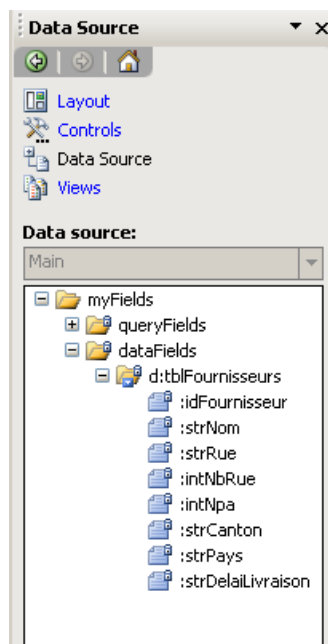 Data Source
Layout
Controls
Data Source
Views
Data source:
Main
myFields
queryFields
dataFields
d:tblFournisseurs
:idFournisseur
:strNom
:strRue
:intNbRue
:intNpa
:strCanton
:strPays
:strDelaiLivraison